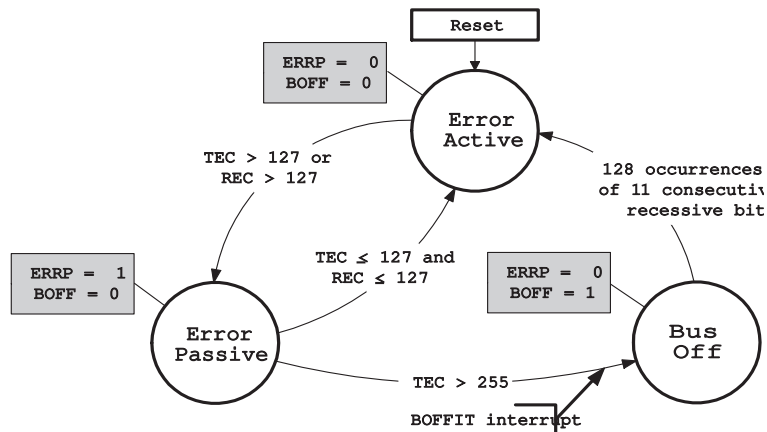 Reset
ERRP = 0
BOFF = 0
Error
Active
TEC > 127 or
REC > 127
128 occurrences
of 11 consecutiv
recessive bit
TEC ≤ 127 and
REC ≤ 127
ERRP = 1
BOFF = 0
ERRP = 0
BOFF = 1
Error
Passive
Bus
Off
TEC > 255
BOFFIT interrupt